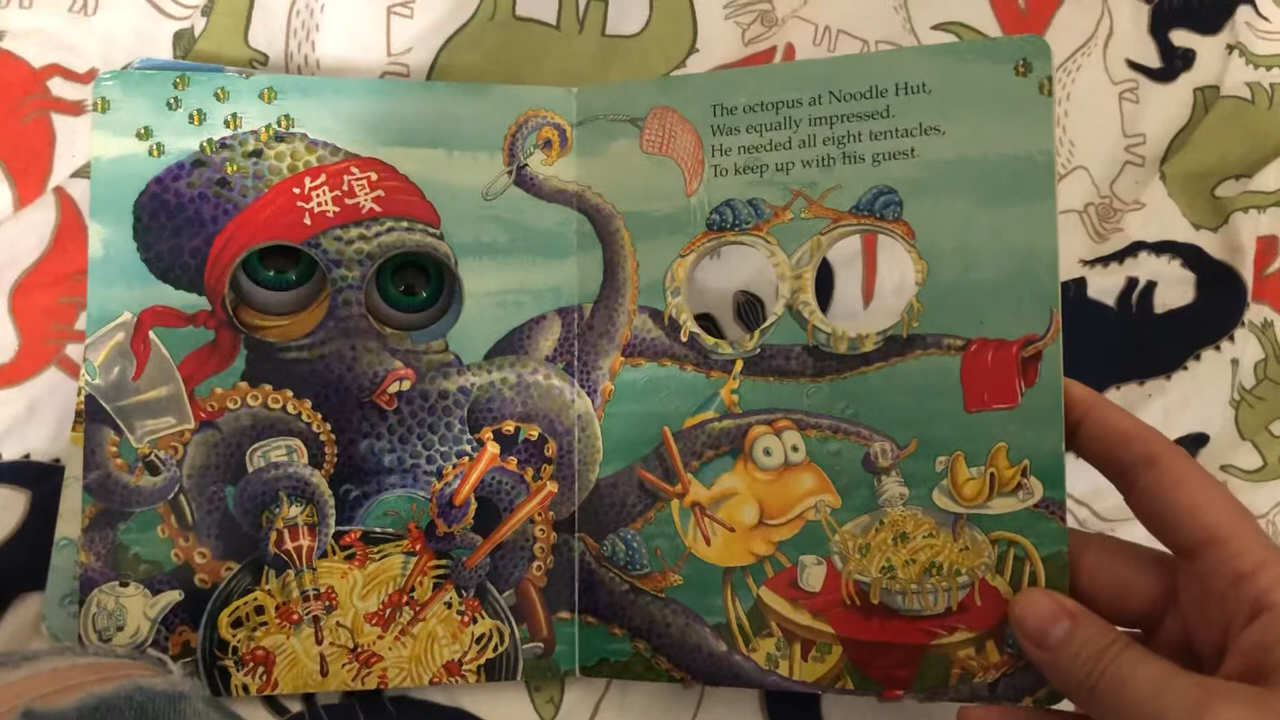 海宴
The octopus at Noodle Hut,
Was equally impressed.
He needed all eight tentacles,
To keep up with his guest.